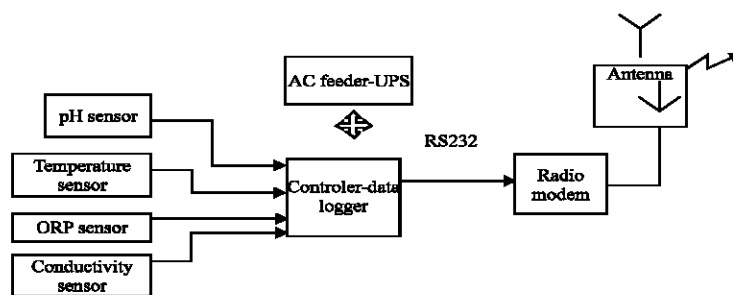 AC feeder-UPS
Antenna
pH sensor
RS232
Temperature
sensor
Controler-data
logger
Radio
modem
ORP sensor
Conductivity
sensor